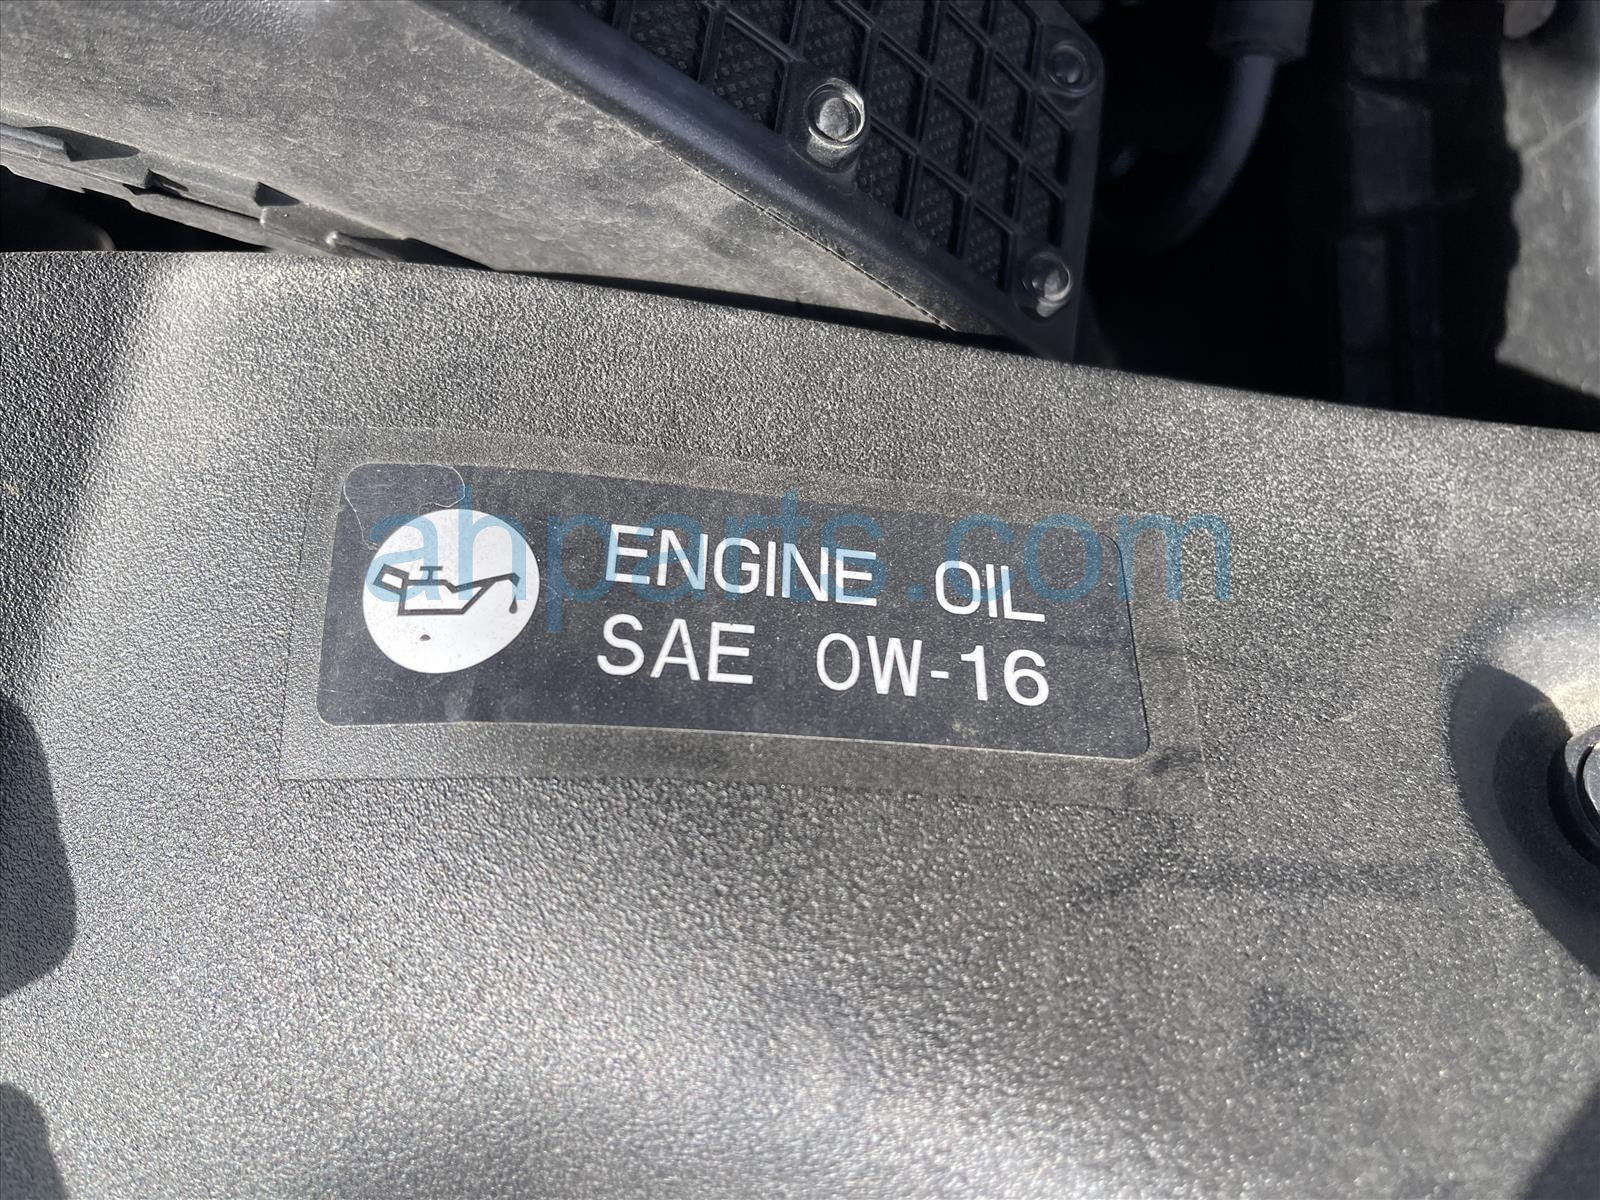 ahparts.com
ENGINE OIL
SAE 0W-16